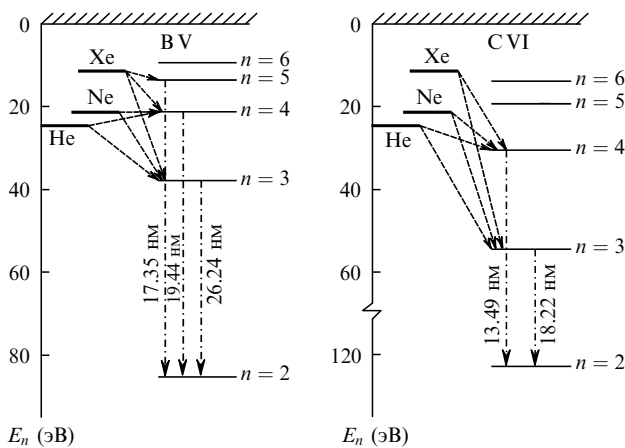 0
20
40
60
80
E_n (эВ)
B V
Xe
Ne
He
n = 6
n = 5
n = 4
n = 3
n = 2
17.35 нм
19.44 нм
26.24 нм
0
20
40
60
120
E_n (эВ)
C VI
Xe
Ne
He
n = 6
n = 5
n = 4
n = 3
n = 2
13.49 нм
18.22 нм